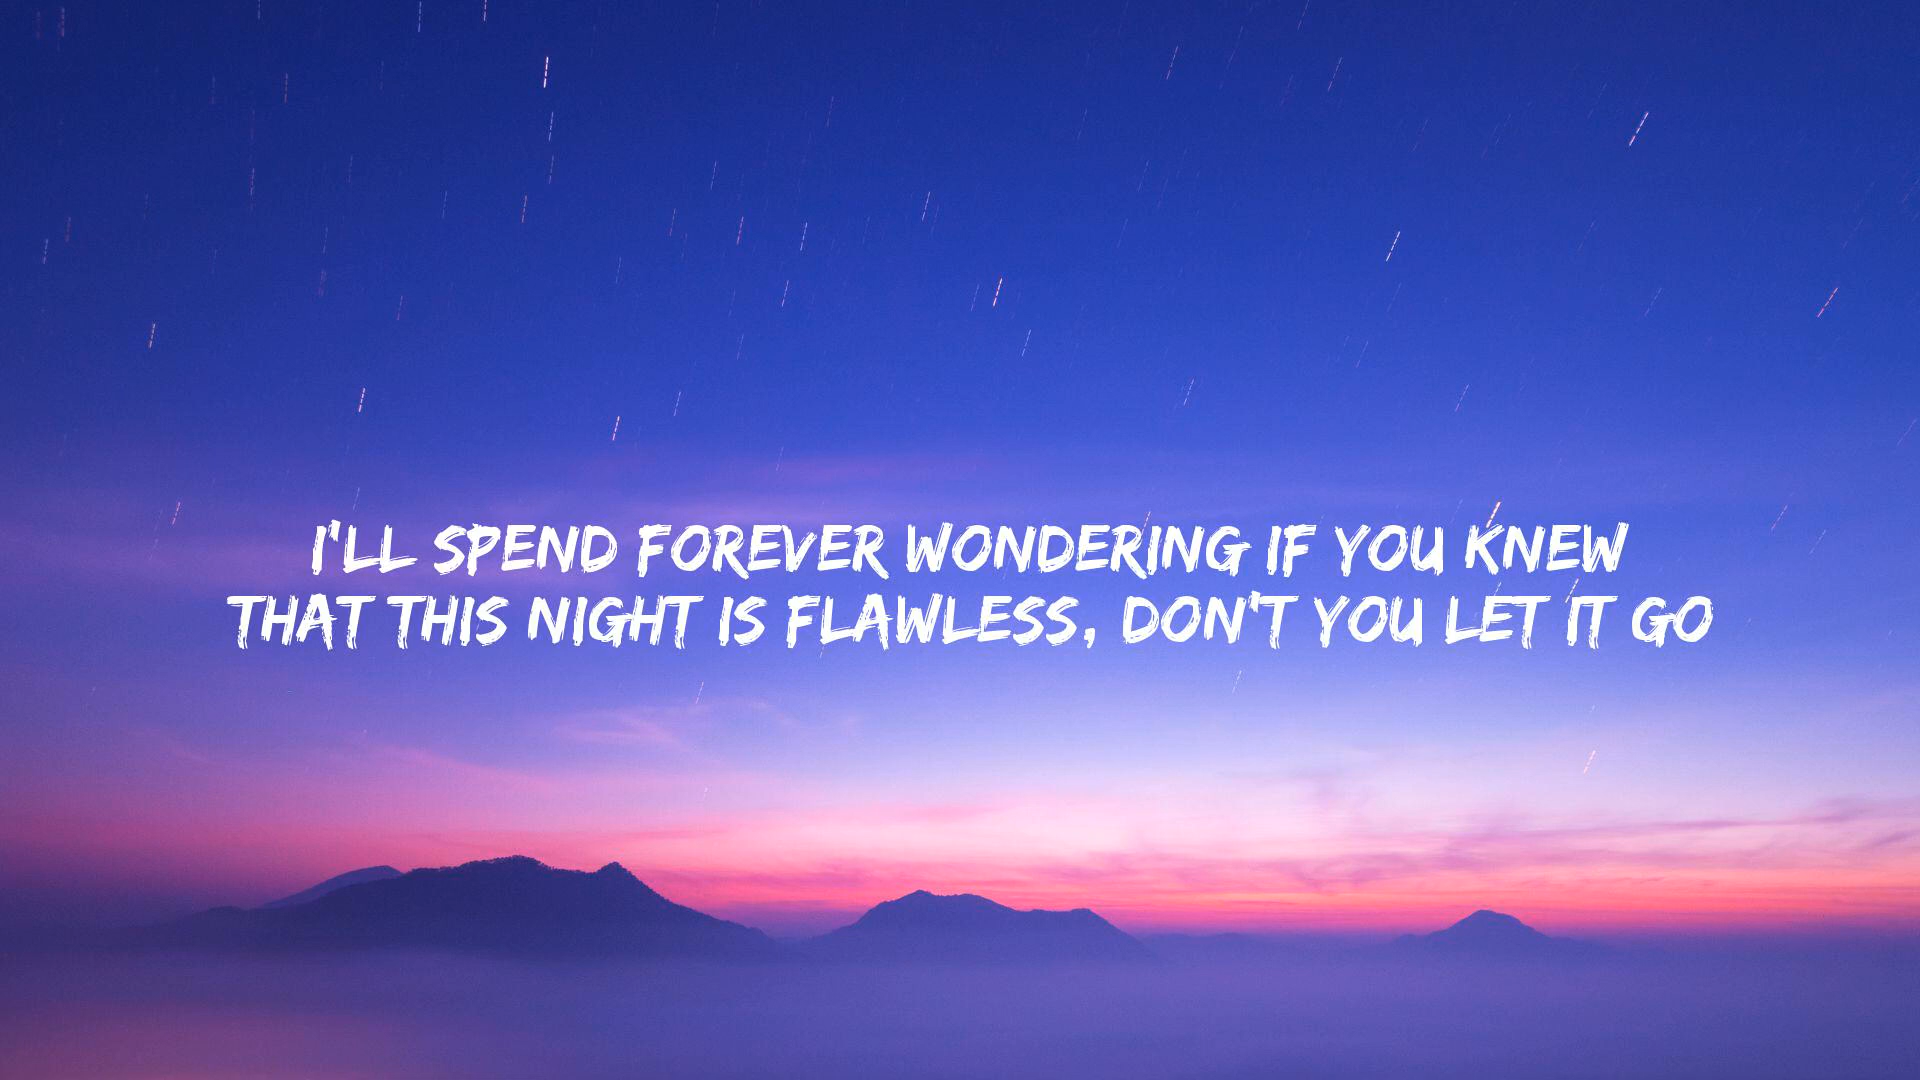 I'LL SPEND FOREVER WONDERING IF YOU KNEW
THAT THIS NIGHT IS FLAWLESS, DON'T YOU LET IT GO